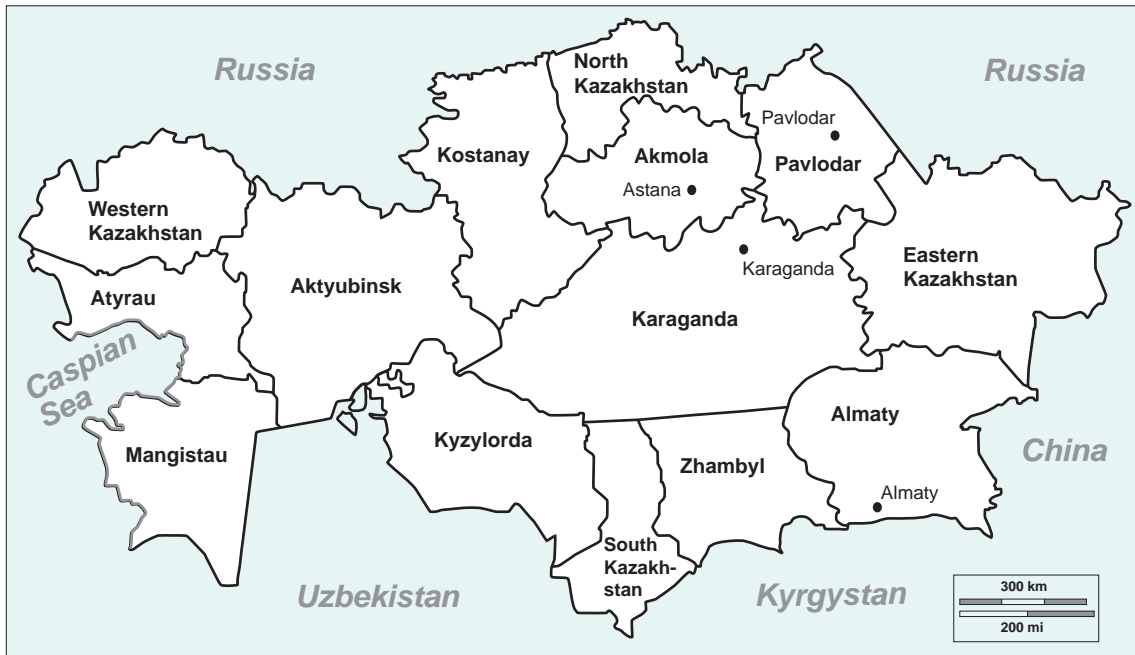 Russia
Russia
North
Kazakhstan
Pavlodar
Kostanay
Akmola
Pavlodar
Astana
Western
Kazakhstan
Eastern
Kazakhstan
Karaganda
Aktyubinsk
Atyrau
Karaganda
Caspian
Sea
Almaty
Kyzylorda
Mangistau
Zhambyl
China
Almaty
South
Kazakh-
stan
Uzbekistan
Kyrgystan
300 km
200 mi